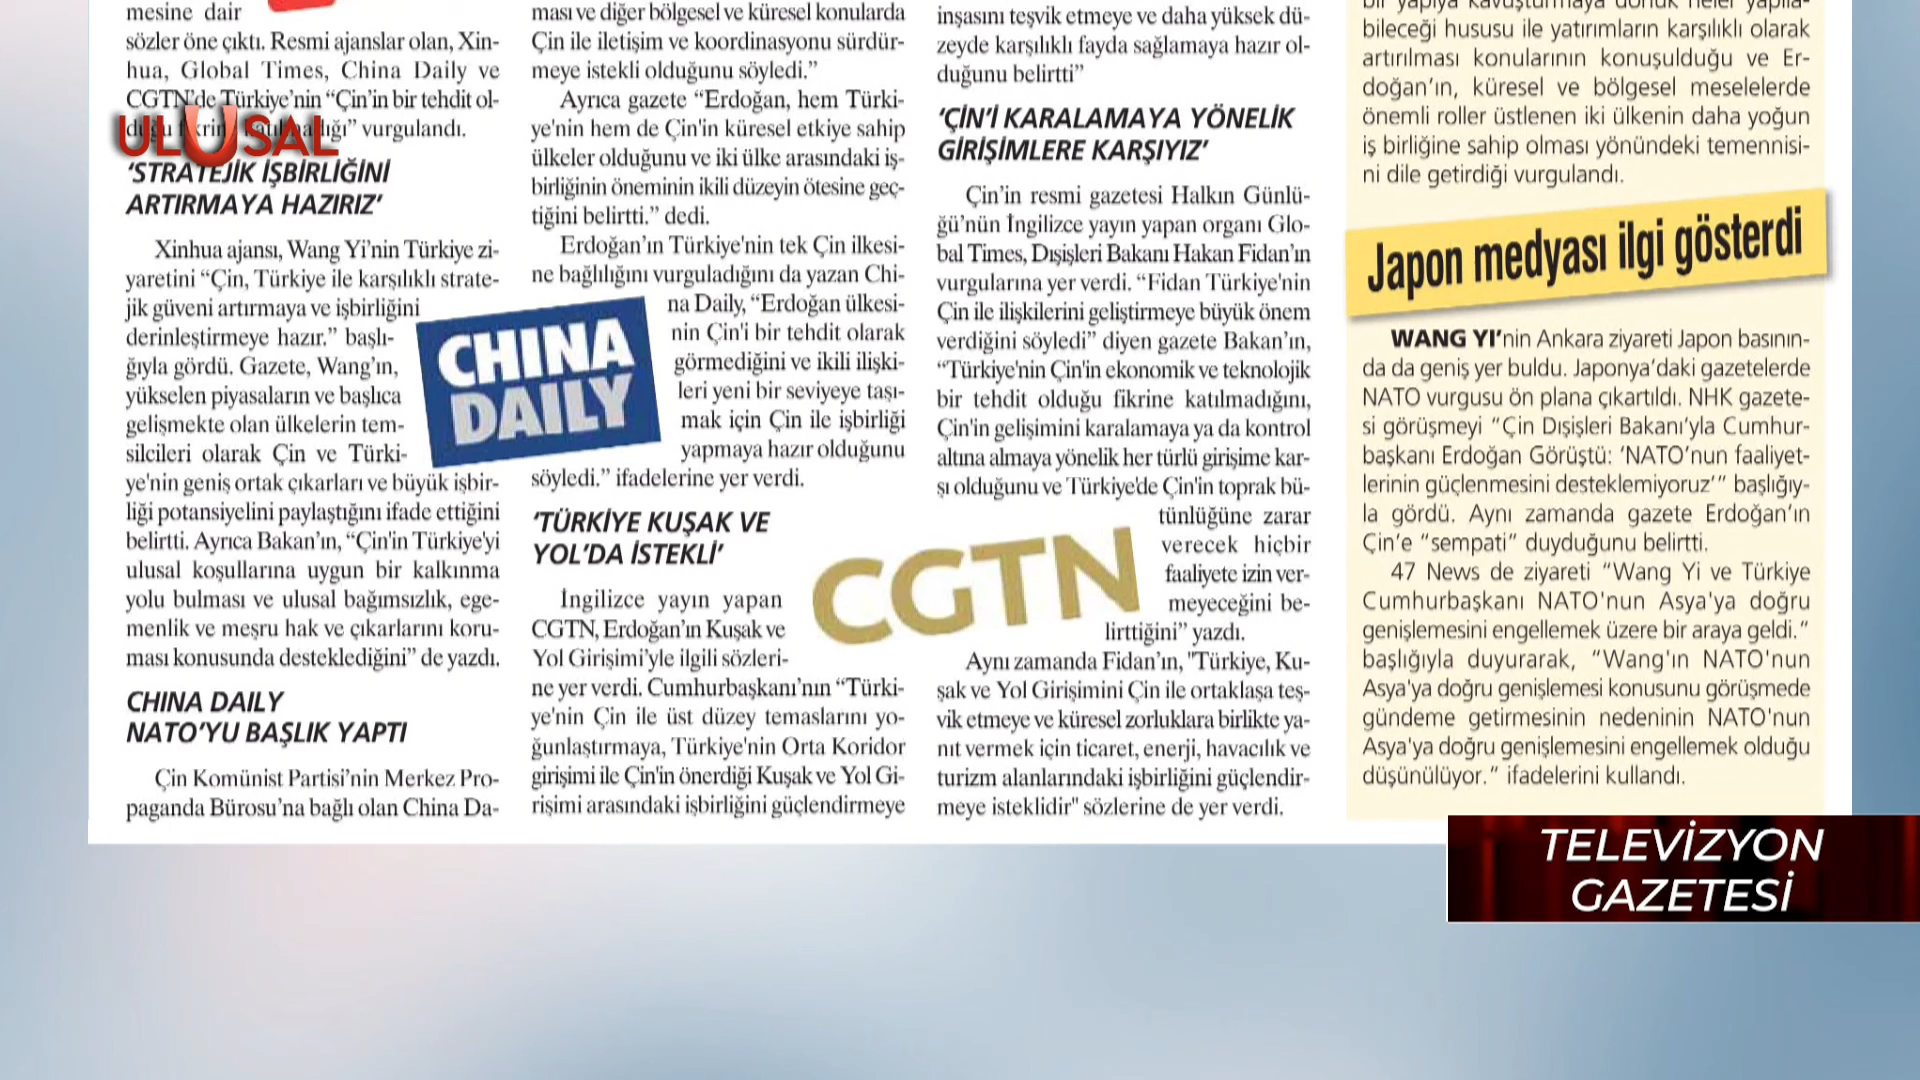 mesine dair
sözler öne çıktı. Resmi ajanslar olan, Xin-
hua, Global Times, China Daily ve
CGTN'de Türkiye'nin “Çin'in bir tehdit ol-
vurgulandı.
ULUSAL
‘STRATEJİK İŞBİRLİĞİNİ
ARTIRMAYA HAZIRIZ’
Xinhua ajansı, Wang Yi’nin Türkiye zi-
yaretini “Çin, Türkiye ile karşılıklı strate-
jik güveni artırmaya ve işbirliğini
derinleştirmeye hazır.” başlı-
ğıyla gördü. Gazete, Wang’ın,
yükselen piyasaların ve başlıca
gelişmekte olan ülkelerin tem-
silcileri olarak Çin ve Türki-
ye'nin geniş ortak çıkarları ve büyük işbir-
liği potansiyelini paylaştığını ifade ettiğini
belirtti. Ayrıca Bakan’ın, “Çin'in Türkiye'yi
ulusal koşullarına uygun bir kalkınma
yolu bulması ve ulusal bağımsızlık, ege-
menlik ve meşru hak ve çıkarlarını koru-
ması konusunda desteklediğini” de yazdı.
CHINA DAILY
NATO’YU BAŞLIK YAPTI
Çin Komünist Partisi’nin Merkez Pro-
paganda Bürosu’na bağlı olan China Da-
ması ve diğer bölgesel ve küresel konularda
Çin ile iletişim ve koordinasyonu sürdür-
meye istekli olduğunu söyledi.”
Ayrıca gazete “Erdoğan, hem Türki-
ye'nin hem de Çin'in küresel etkiye sahip
ülkeler olduğunu ve iki ülke arasındaki iş-
birliğinin öneminin ikili düzeyin ötesine geç-
tiğini belirtti.” dedi.
Erdoğan’ın Türkiye'nin tek Çin ilkesi-
ne bağlılığını vurguladığını da yazan Chi-
na Daily, “Erdoğan ülkesi-
nin Çin'i bir tehdit olarak
görmediğini ve ikili ilişki-
leri yeni bir seviyeye taşı-
mak için Çin ile işbirliği
yapmaya hazır olduğunu
söyledi.” ifadelerine yer verdi.
CHINA
DAILY
‘TÜRKİYE KUŞAK VE
YOL’DA İSTEKLİ’
İngilizce yayın yapan
CGTN, Erdoğan’ın Kuşak ve
Yol Girişimi’yle ilgili sözleri-
ne yer verdi. Cumhurbaşkanı’nın “Türki-
ye'nin Çin ile üst düzey temaslarını yo-
ğunlaştırmaya, Türkiye'nin Orta Koridor
girişimi ile Çin'in önerdiği Kuşak ve Yol Gi-
rişimi arasındaki işbirliğini güçlendirmeye
inşasını teşvik etmeye ve daha yüksek dü-
zeyde karşılıklı fayda sağlamaya hazır ol-
duğunu belirtti”
‘ÇİN’İ KARALAMAYA YÖNELİK
GİRİŞİMLERE KARŞIYIZ’
Çin’in resmi gazetesi Halkın Günlü-
ğü’nün İngilizce yayın yapan organı Glo-
bal Times, Dışişleri Bakanı Hakan Fidan’ın
vurgularına yer verdi. “Fidan Türkiye'nin
Çin ile ilişkilerini geliştirmeye büyük önem
verdiğini söyledi” diyen gazete Bakan’ın,
“Türkiye'nin Çin'in ekonomik ve teknolojik
bir tehdit olduğu fikrine katılmadığını,
Çin'in gelişimini karalamaya ya da kontrol
altına almaya yönelik her türlü girişime kar-
şı olduğunu ve Türkiye'de Çin'in toprak bü-
tünlüğüne zarar
verecek hiçbir
faaliyete izin ver-
meyeceğini be-
lirttiğini” yazdı.
CGTN
Aynı zamanda Fidan’ın, "Türkiye, Ku-
şak ve Yol Girişimini Çin ile ortaklaşa teş-
vik etmeye ve küresel zorluklara birlikte ya-
nıt vermek için ticaret, enerji, havacılık ve
turizm alanlarındaki işbirliğini güçlendir-
meye isteklidir" sözlerine de yer verdi.
bir yapıya kavuşturmaya dönük neler yapıla-
bileceği hususu ile yatırımların karşılıklı olarak
artırılması konularının konuşulduğu ve Er-
doğan’ın, küresel ve bölgesel meselelerde
önemli roller üstlenen iki ülkenin daha yoğun
iş birliğine sahip olması yönündeki temennisi-
ni dile getirdiği vurgulandı.
Japon medyası ilgi gösterdi
WANG YI’nin Ankara ziyareti Japon basının-
da da geniş yer buldu. Japonya’daki gazetelerde
NATO vurgusu ön plana çıkartıldı. NHK gazete-
si görüşmeyi “Çin Dışişleri Bakanı’yla Cumhur-
başkanı Erdoğan Görüştü: ‘NATO’nun faaliyet-
lerinin güçlenmesini desteklemiyoruz’” başlığıy-
la gördü. Aynı zamanda gazete Erdoğan’ın
Çin’e “sempati” duyduğunu belirtti.
47 News de ziyareti “Wang Yi ve Türkiye
Cumhurbaşkanı NATO'nun Asya'ya doğru
genişlemesini engellemek üzere bir araya geldi.”
başlığıyla duyurarak, “Wang'ın NATO'nun
Asya'ya doğru genişlemesi konusunu görüşmede
gündeme getirmesinin nedeninin NATO'nun
Asya'ya doğru genişlemesini engellemek olduğu
düşünülüyor.” ifadelerini kullandı.
TELEVİZYON
GAZETESİ